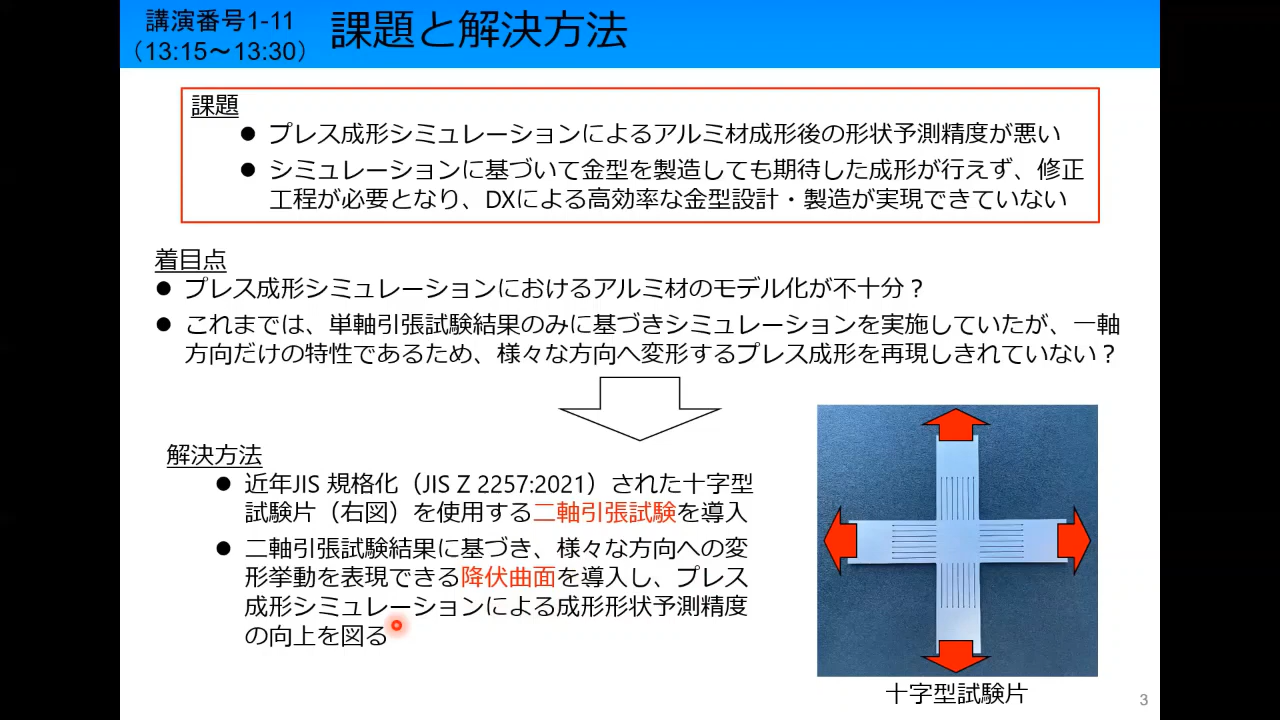 講演番号1-11
（13:15～13:30）
課題と解決方法
課題
● プレス成形シミュレーションによるアルミ材成形後の形状予測精度が悪い
● シミュレーションに基づいて金型を製造しても期待した成形が行えず、修正
工程が必要となり、DXによる高効率な金型設計・製造が実現できていない
着目点
● プレス成形シミュレーションにおけるアルミ材のモデル化が不十分？
● これまでは、単軸引張試験結果のみに基づきシミュレーションを実施していたが、一軸
方向だけの特性であるため、様々な方向へ変形するプレス成形を再現しきれていない？
解決方法
● 近年JIS 規格化（JIS Z 2257:2021）された十字型
試験片（右図）を使用する二軸引張試験を導入
● 二軸引張試験結果に基づき、様々な方向への変
形挙動を表現できる降伏曲面を導入し、プレス
成形シミュレーションによる成形形状予測精度
の向上を図る
十字型試験片
3